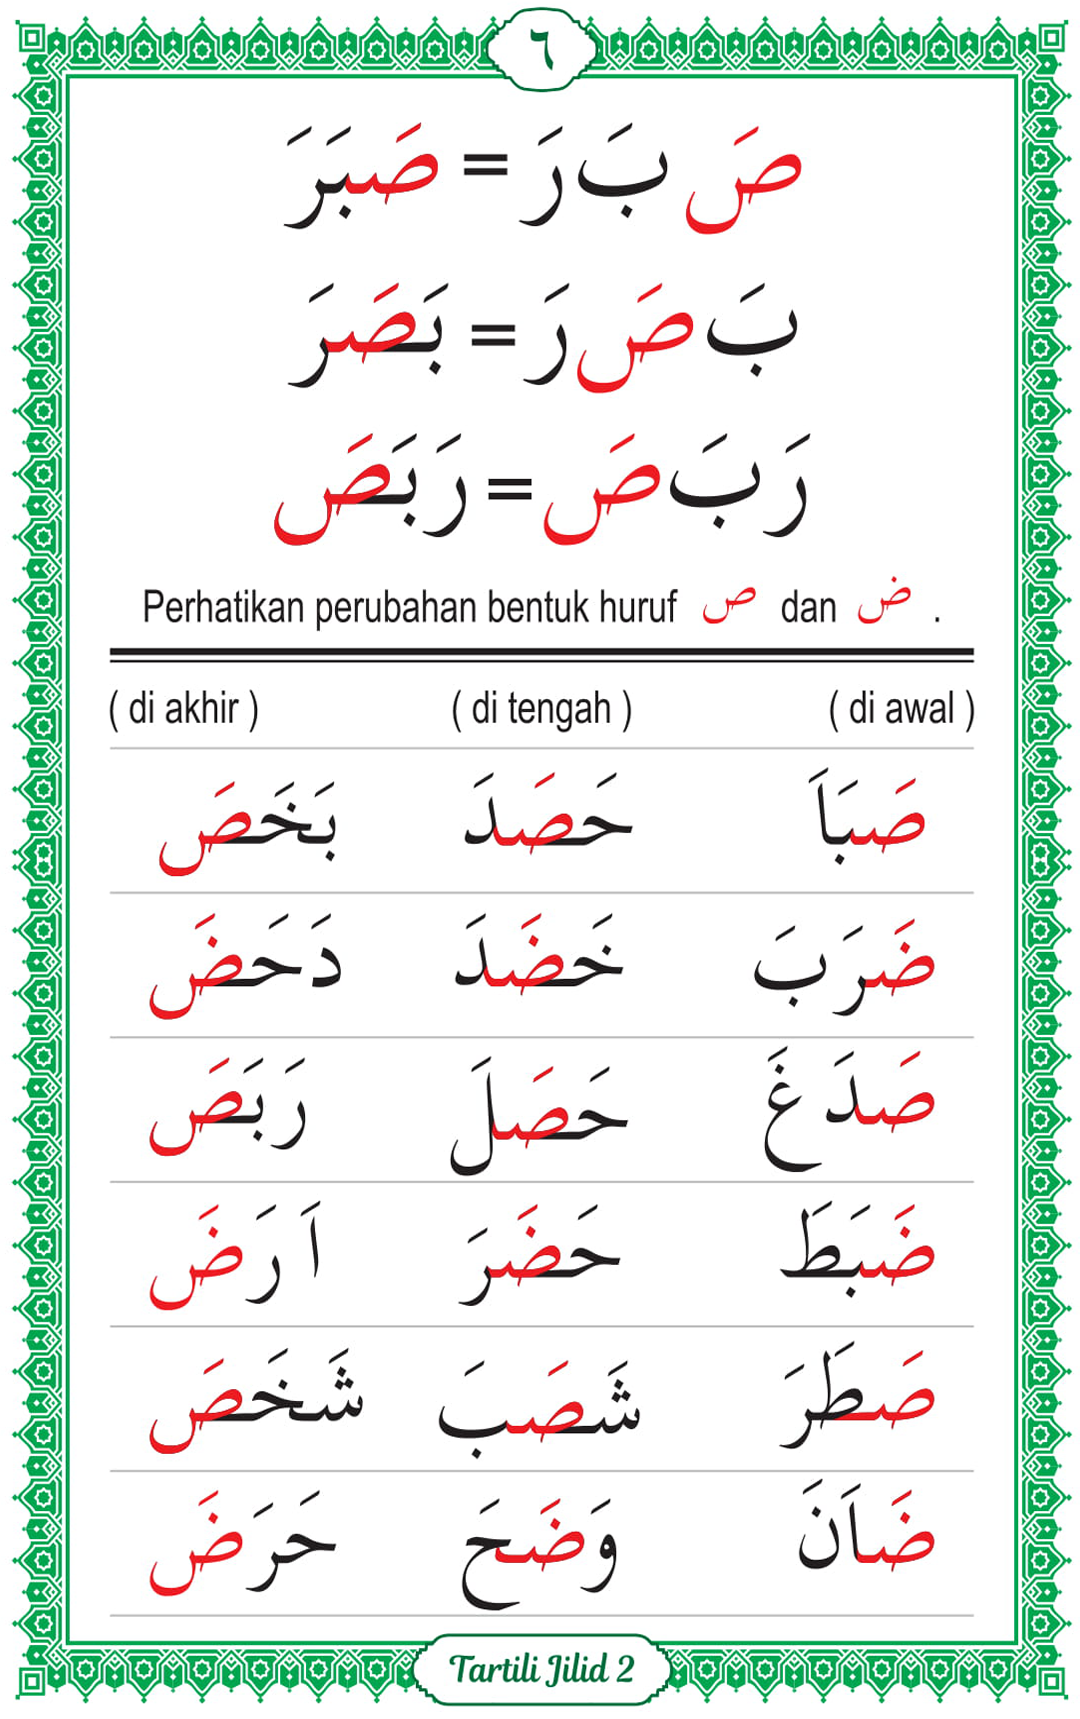 ٦
صَ بَ رَ = صَبَرَ
بَ صَ رَ = بَصَرَ
رَ بَ صَ = رَبَصَ
Perhatikan perubahan bentuk huruf ص dan ض .
( di akhir ) ( di tengah ) ( di awal )
صَبَاَ حَصَدَ بَخَصَ
ضَرَبَ خَضَدَ دَحَضَ
صَدَغَ حَصَلَ رَبَصَ
ضَبَطَ حَضَرَ اَرَضَ
صَطَرَ شَصَبَ شَخَصَ
ضَاَنَ وَضَحَ حَرَضَ
Tartili Jilid 2